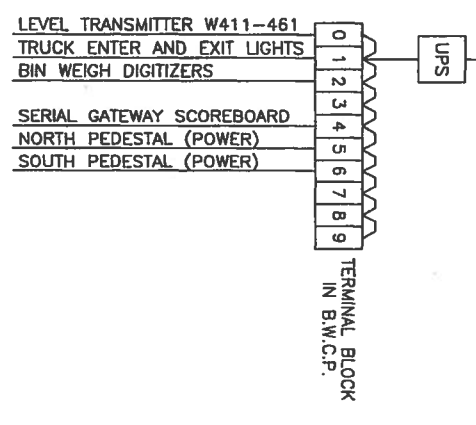 LEVEL TRANSMITTER W411-461
TRUCK ENTER AND EXIT LIGHTS
BIN WEIGH DIGITIZERS
SERIAL GATEWAY SCOREBOARD
NORTH PEDESTAL (POWER)
SOUTH PEDESTAL (POWER)
0
1
2
3
4
5
6
7
8
9
UPS
TERMINAL BLOCK
IN B.W.C.P.